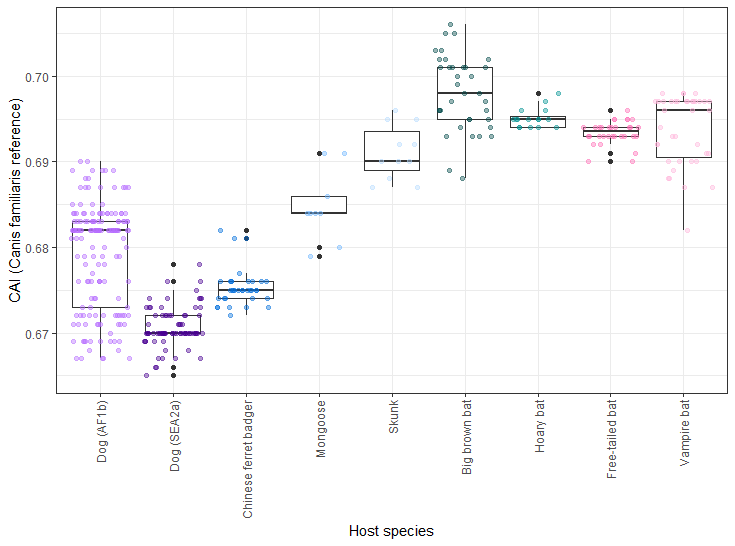 CAI (Canis familiaris reference)
0.70
0.69
0.68
0.67
Dog (AF1b)
Dog (SEA2a)
Chinese ferret badger
Mongoose
Skunk
Big brown bat
Hoary bat
Free-tailed bat
Vampire bat
Host species